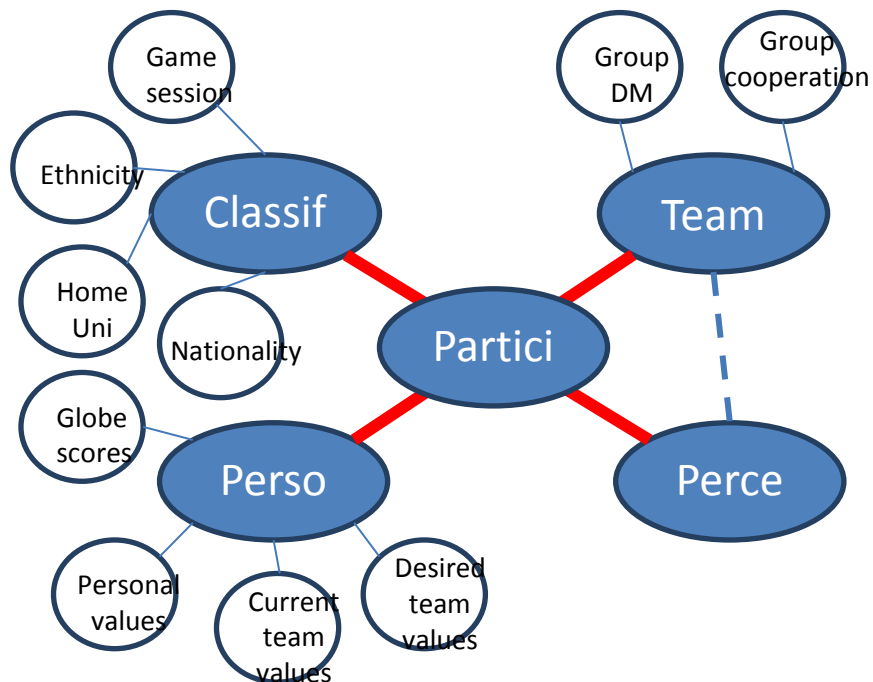 Game
session
Group
DM
Group
cooperation
Ethnicity
Classif
Team
Home
Uni
Nationality
Partici
Globe
scores
Perso
Perce
Personal
values
Current
team
values
Desired
team
values